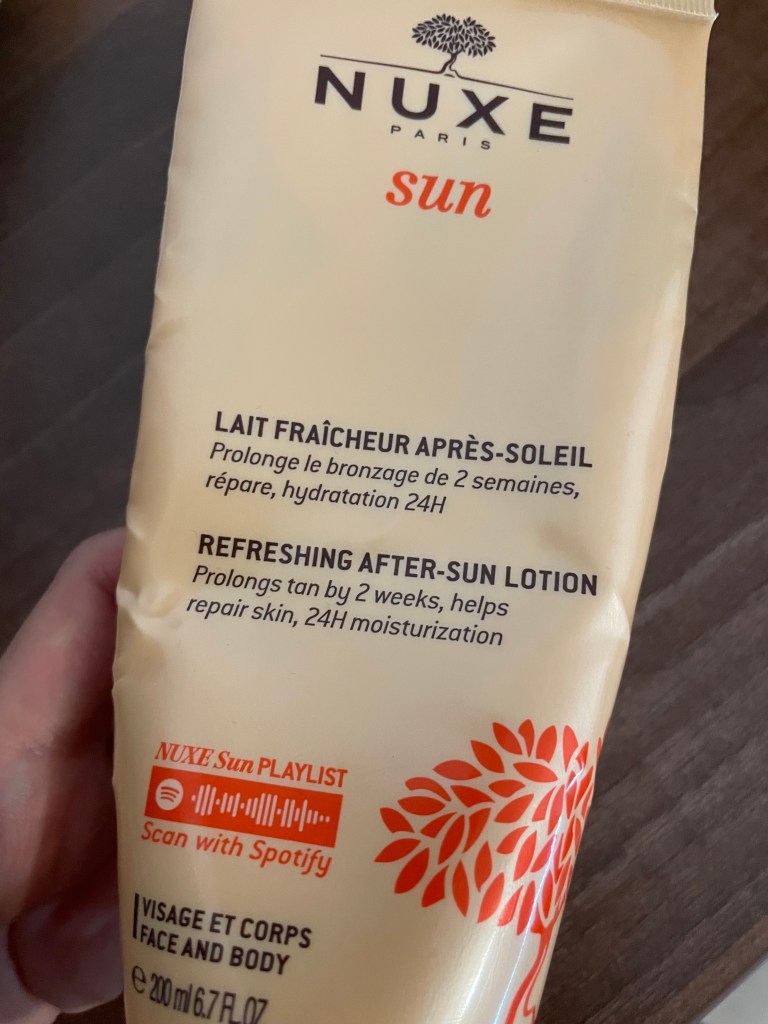 NUXE
PARIS
sun
LAIT FRAÎCHEUR APRÈS-SOLEIL
Prolonge le bronzage de 2 semaines,
répare, hydratation 24H
REFRESHING AFTER-SUN LOTION
Prolongs tan by 2 weeks, helps
repair skin, 24H moisturization
NUXE Sun PLAYLIST
Scan with Spotify
VISAGE ET CORPS
FACE AND BODY
℮ 200 ml/6.7 FL.OZ